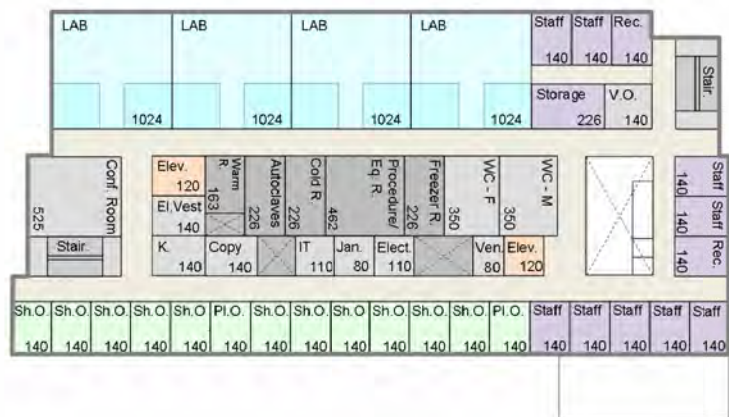 LAB LAB LAB LAB Staff Staff Rec.
140 140 140
Stair.
Storage V.O.
1024 1024 1024 1024 226 140
Conf. Room
525
Elev.
120
Warm R.
163
Autoclaves
226
Cold R.
226
Procedure/
Eq. R.
462
Freezer R.
226
WC - F
350
WC - M
350
Staff
140
Staff
140
Rec.
140
El,Vest
140
Stair.
K. Copy IT Jan. Elect. Ven. Elev.
140 140 110 80 110 80 120
Sh.O. Sh.O. Sh.O. Sh.O. Sh.O Pl.O. Sh.O. Sh.O. Sh.O. Sh.O. Sh.O. Sh.O Pl.O. Staff Staff Staff Staff Staff
140 140 140 140 140 140 140 140 140 140 140 140 140 140 140 140 140 140